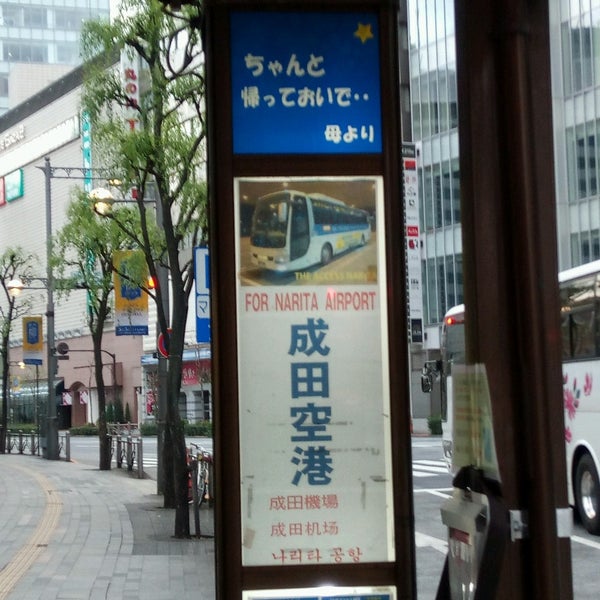 ちゃんと
帰っておいで‥
母より
THE ACCESS NARITA
FOR NARITA AIRPORT
成田空港
成田機場
成田机场
나리타 공항